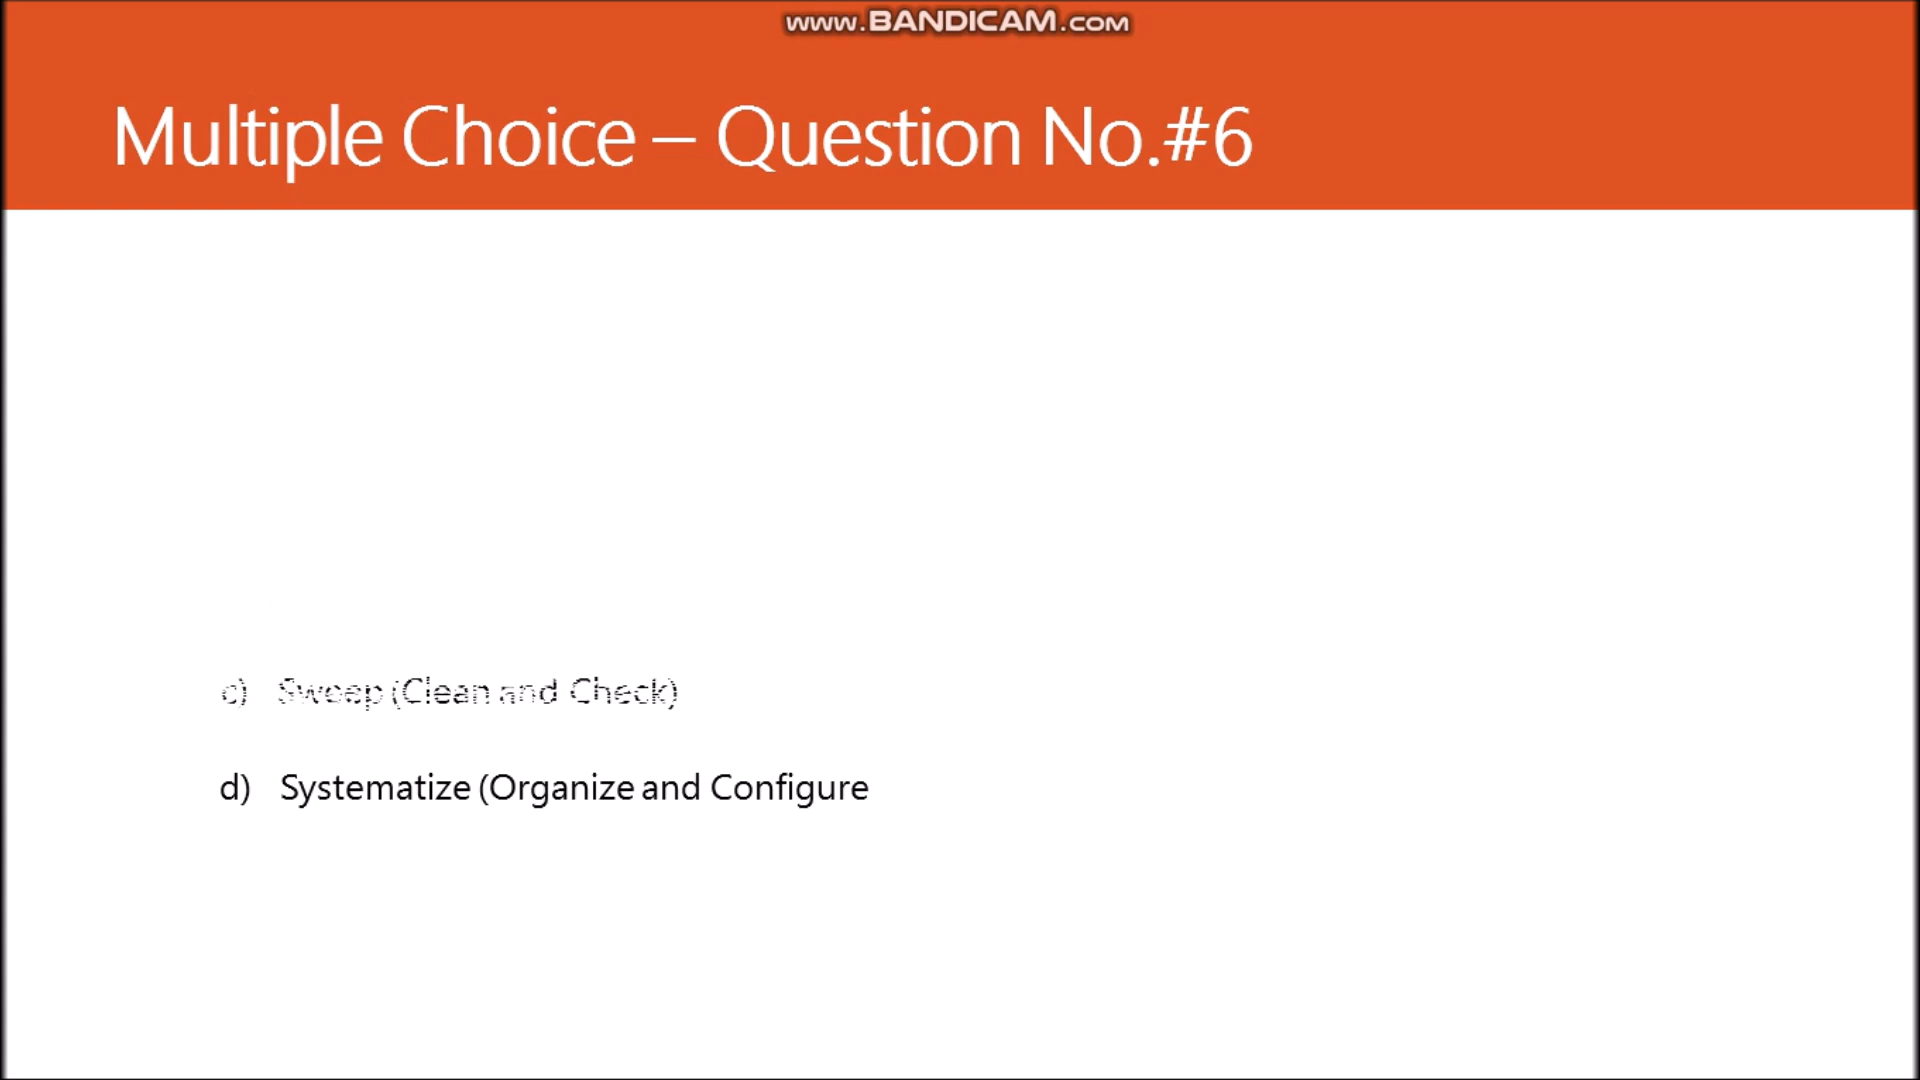 www.BANDICAM.com
Multiple Choice – Question No.#6
c) Sweep (Clean and Check)
d) Systematize (Organize and Configure